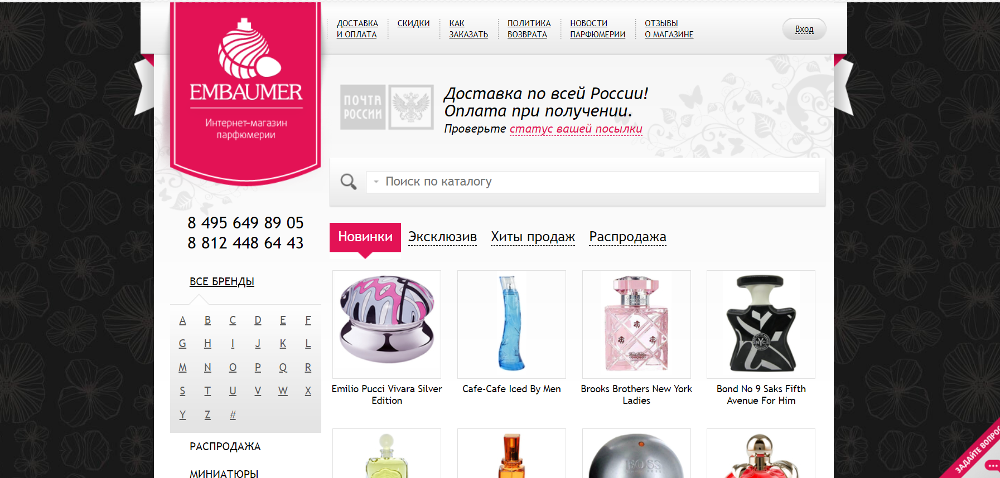 ДОСТАВКА
И ОПЛАТА
СКИДКИ
КАК
ЗАКАЗАТЬ
ПОЛИТИКА
ВОЗВРАТА
НОВОСТИ
ПАРФЮМЕРИИ
ОТЗЫВЫ
О МАГАЗИНЕ
Вход
EMBAUMER
Интернет-магазин
парфюмерии
ПОЧТА
РОССИИ
Доставка по всей России!
Оплата при получении.
Проверьте статус вашей посылки
Поиск по каталогу
8 495 649 89 05
8 812 448 64 43
Новинки
Эксклюзив
Хиты продаж
Распродажа
ВСЕ БРЕНДЫ
A B C D E F
G H I J K L
M N O P Q R
S T U V W X
Y Z #
РАСПРОДАЖА
МИНИАТЮРЫ
Emilio Pucci Vivara Silver
Edition
Cafe-Cafe Iced By Men
Brooks Brothers New York
Ladies
Bond No 9 Saks Fifth
Avenue For Him
NYC
BOSS
ЗАДАЙТЕ ВОПРОС